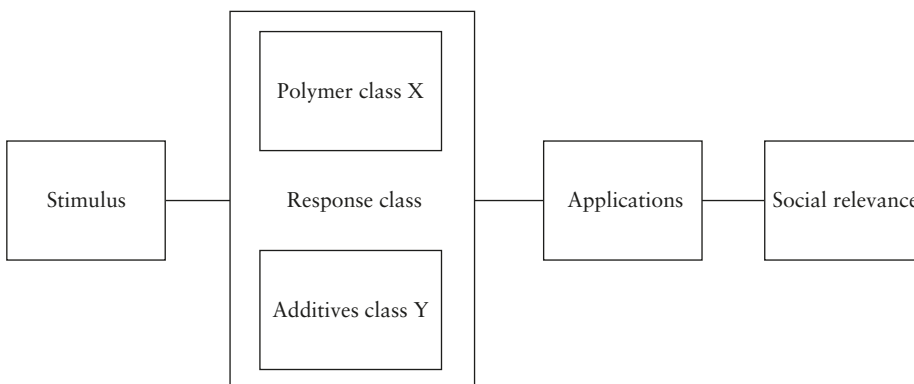 Polymer class X
Stimulus
Response class
Applications
Social relevance
Additives class Y